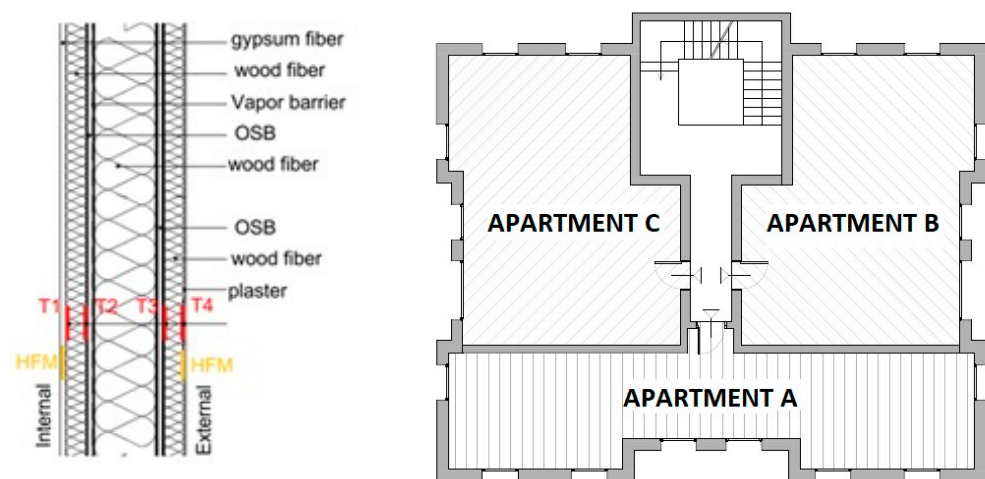 gypsum fiber
wood fiber
Vapor barrier
OSB
wood fiber
OSB
wood fiber
plaster
T1 T2 T3 T4
HFM HFM
Internal
External
APARTMENT C
APARTMENT B
APARTMENT A